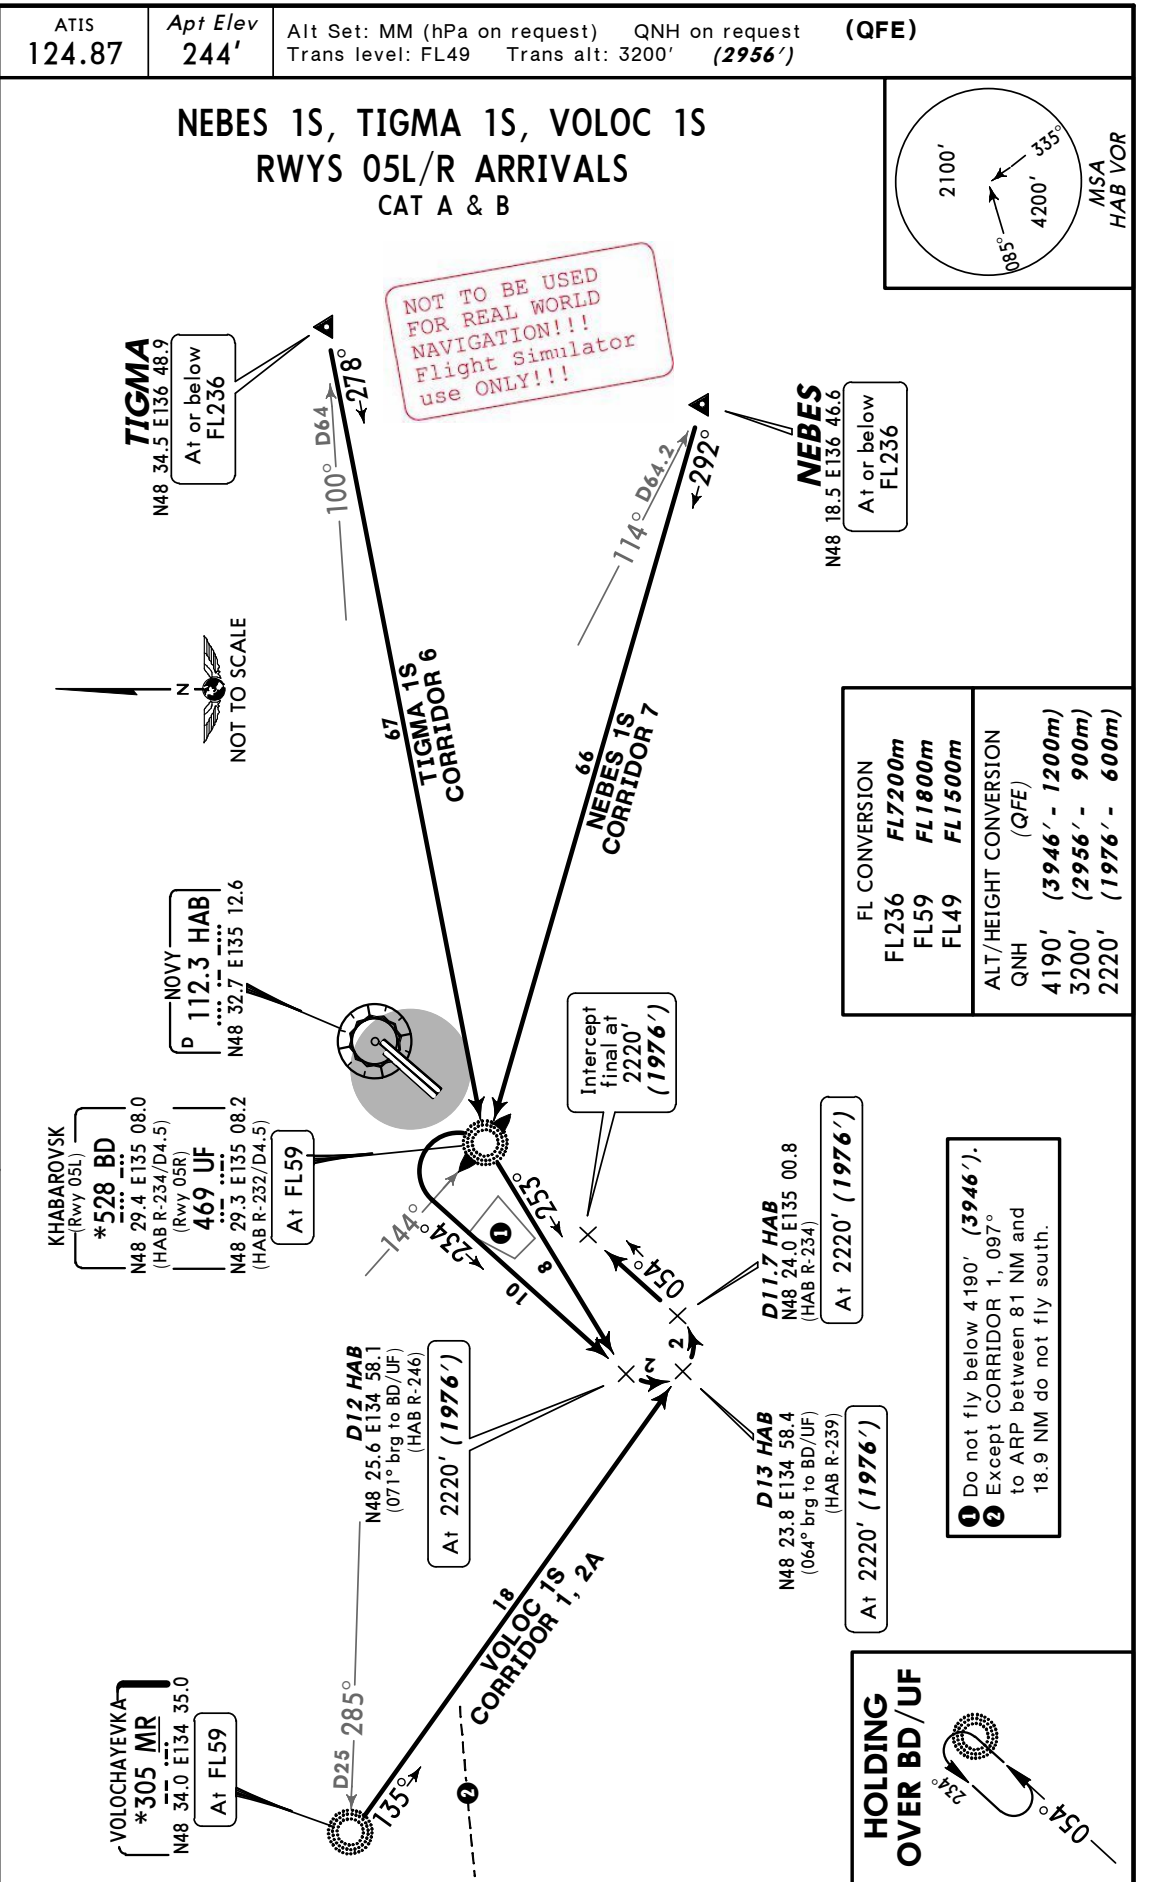 ATIS
124.87
Apt Elev
244'
Alt Set: MM (hPa on request) QNH on request (QFE)
Trans level: FL49 Trans alt: 3200' (2956')
NEBES 1S, TIGMA 1S, VOLOC 1S
RWYS 05L/R ARRIVALS
CAT A & B
2100'
335°
4200'
085°
MSA
HAB VOR
NOT TO BE USED
FOR REAL WORLD
NAVIGATION!!!
Flight Simulator
use ONLY!!!
TIGMA
N48 34.5 E136 48.9
At or below
FL236
278°
D64
100°
NEBES
N48 18.5 E136 46.6
At or below
FL236
292°
D64.2
114°
N
NOT TO SCALE
67
TIGMA 1S
CORRIDOR 6
66
NEBES 1S
CORRIDOR 7
FL CONVERSION
FL236 FL7200m
FL59 FL1800m
FL49 FL1500m
ALT/HEIGHT CONVERSION
QNH (QFE)
4190' (3946' - 1200m)
3200' (2956' - 900m)
2220' (1976' - 600m)
NOVY
D 112.3 HAB
N48 32.7 E135 12.6
KHABAROVSK
(Rwy 05L)
*528 BD
N48 29.4 E135 08.0
(HAB R-234/D4.5)
(Rwy 05R)
469 UF
N48 29.3 E135 08.2
(HAB R-232/D4.5)
At FL59
Intercept
final at
2220'
(1976')
144°
234°
253°
1
10
8
054°
2
2
D11.7 HAB
N48 24.0 E135 00.8
(HAB R-234)
At 2220' (1976')
D12 HAB
N48 25.6 E134 58.1
(071° brg to BD/UF)
(HAB R-246)
At 2220' (1976')
D13 HAB
N48 23.8 E134 58.4
(064° brg to BD/UF)
(HAB R-239)
At 2220' (1976')
1 Do not fly below 4190' (3946').
2 Except CORRIDOR 1, 097°
to ARP between 81 NM and
18.9 NM do not fly south.
18
VOLOC 1S
CORRIDOR 1, 2A
VOLOCHAYEVKA
*305 MR
N48 34.0 E134 35.0
At FL59
D25
285°
135°
2
HOLDING
OVER BD/UF
234°
054°